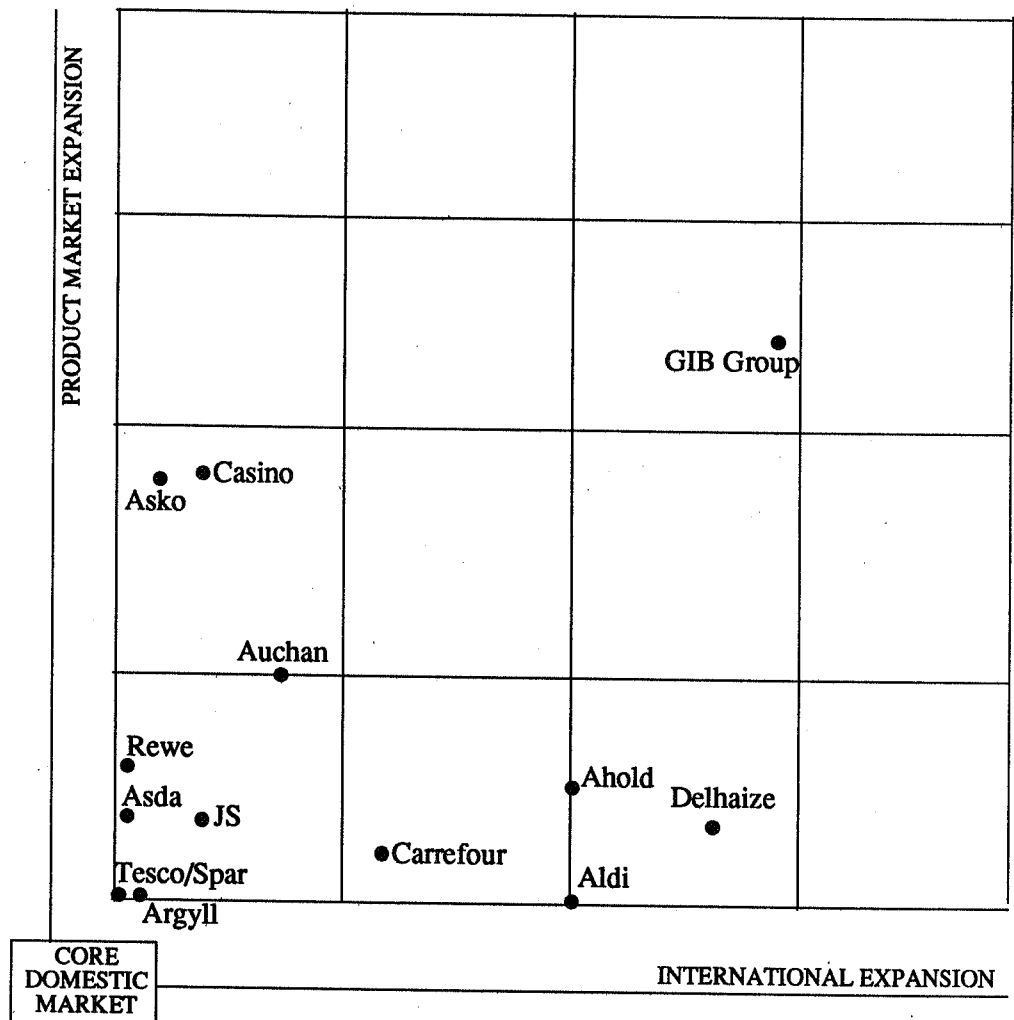 PRODUCT MARKET EXPANSION
GIB Group
Casino
Asko
Auchan
Rewe
Ahold
Asda
Delhaize
JS
Carrefour
Tesco/Spar
Aldi
Argyll
CORE
DOMESTIC
MARKET
INTERNATIONAL EXPANSION